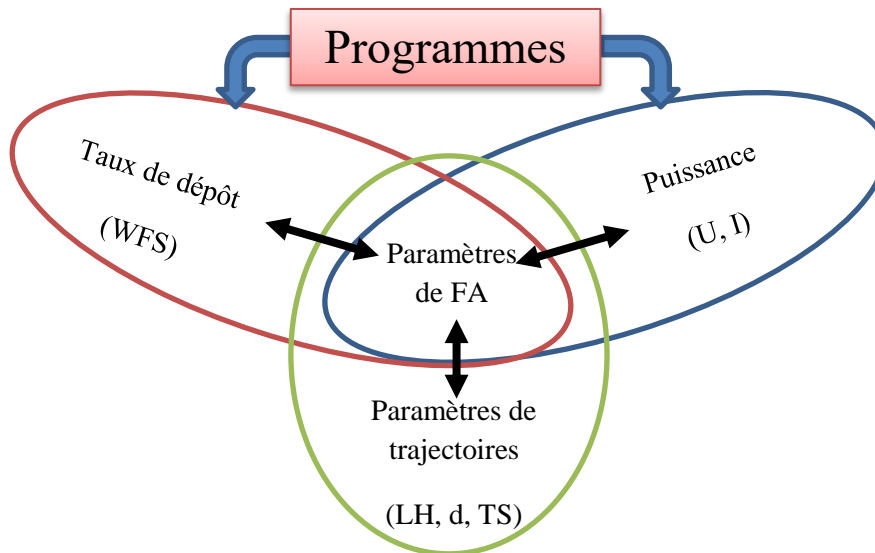 Programmes
Taux de dépôt
(WFS)
Puissance
(U, I)
Paramètres
de FA
Paramètres de
trajectoires
(LH, d, TS)